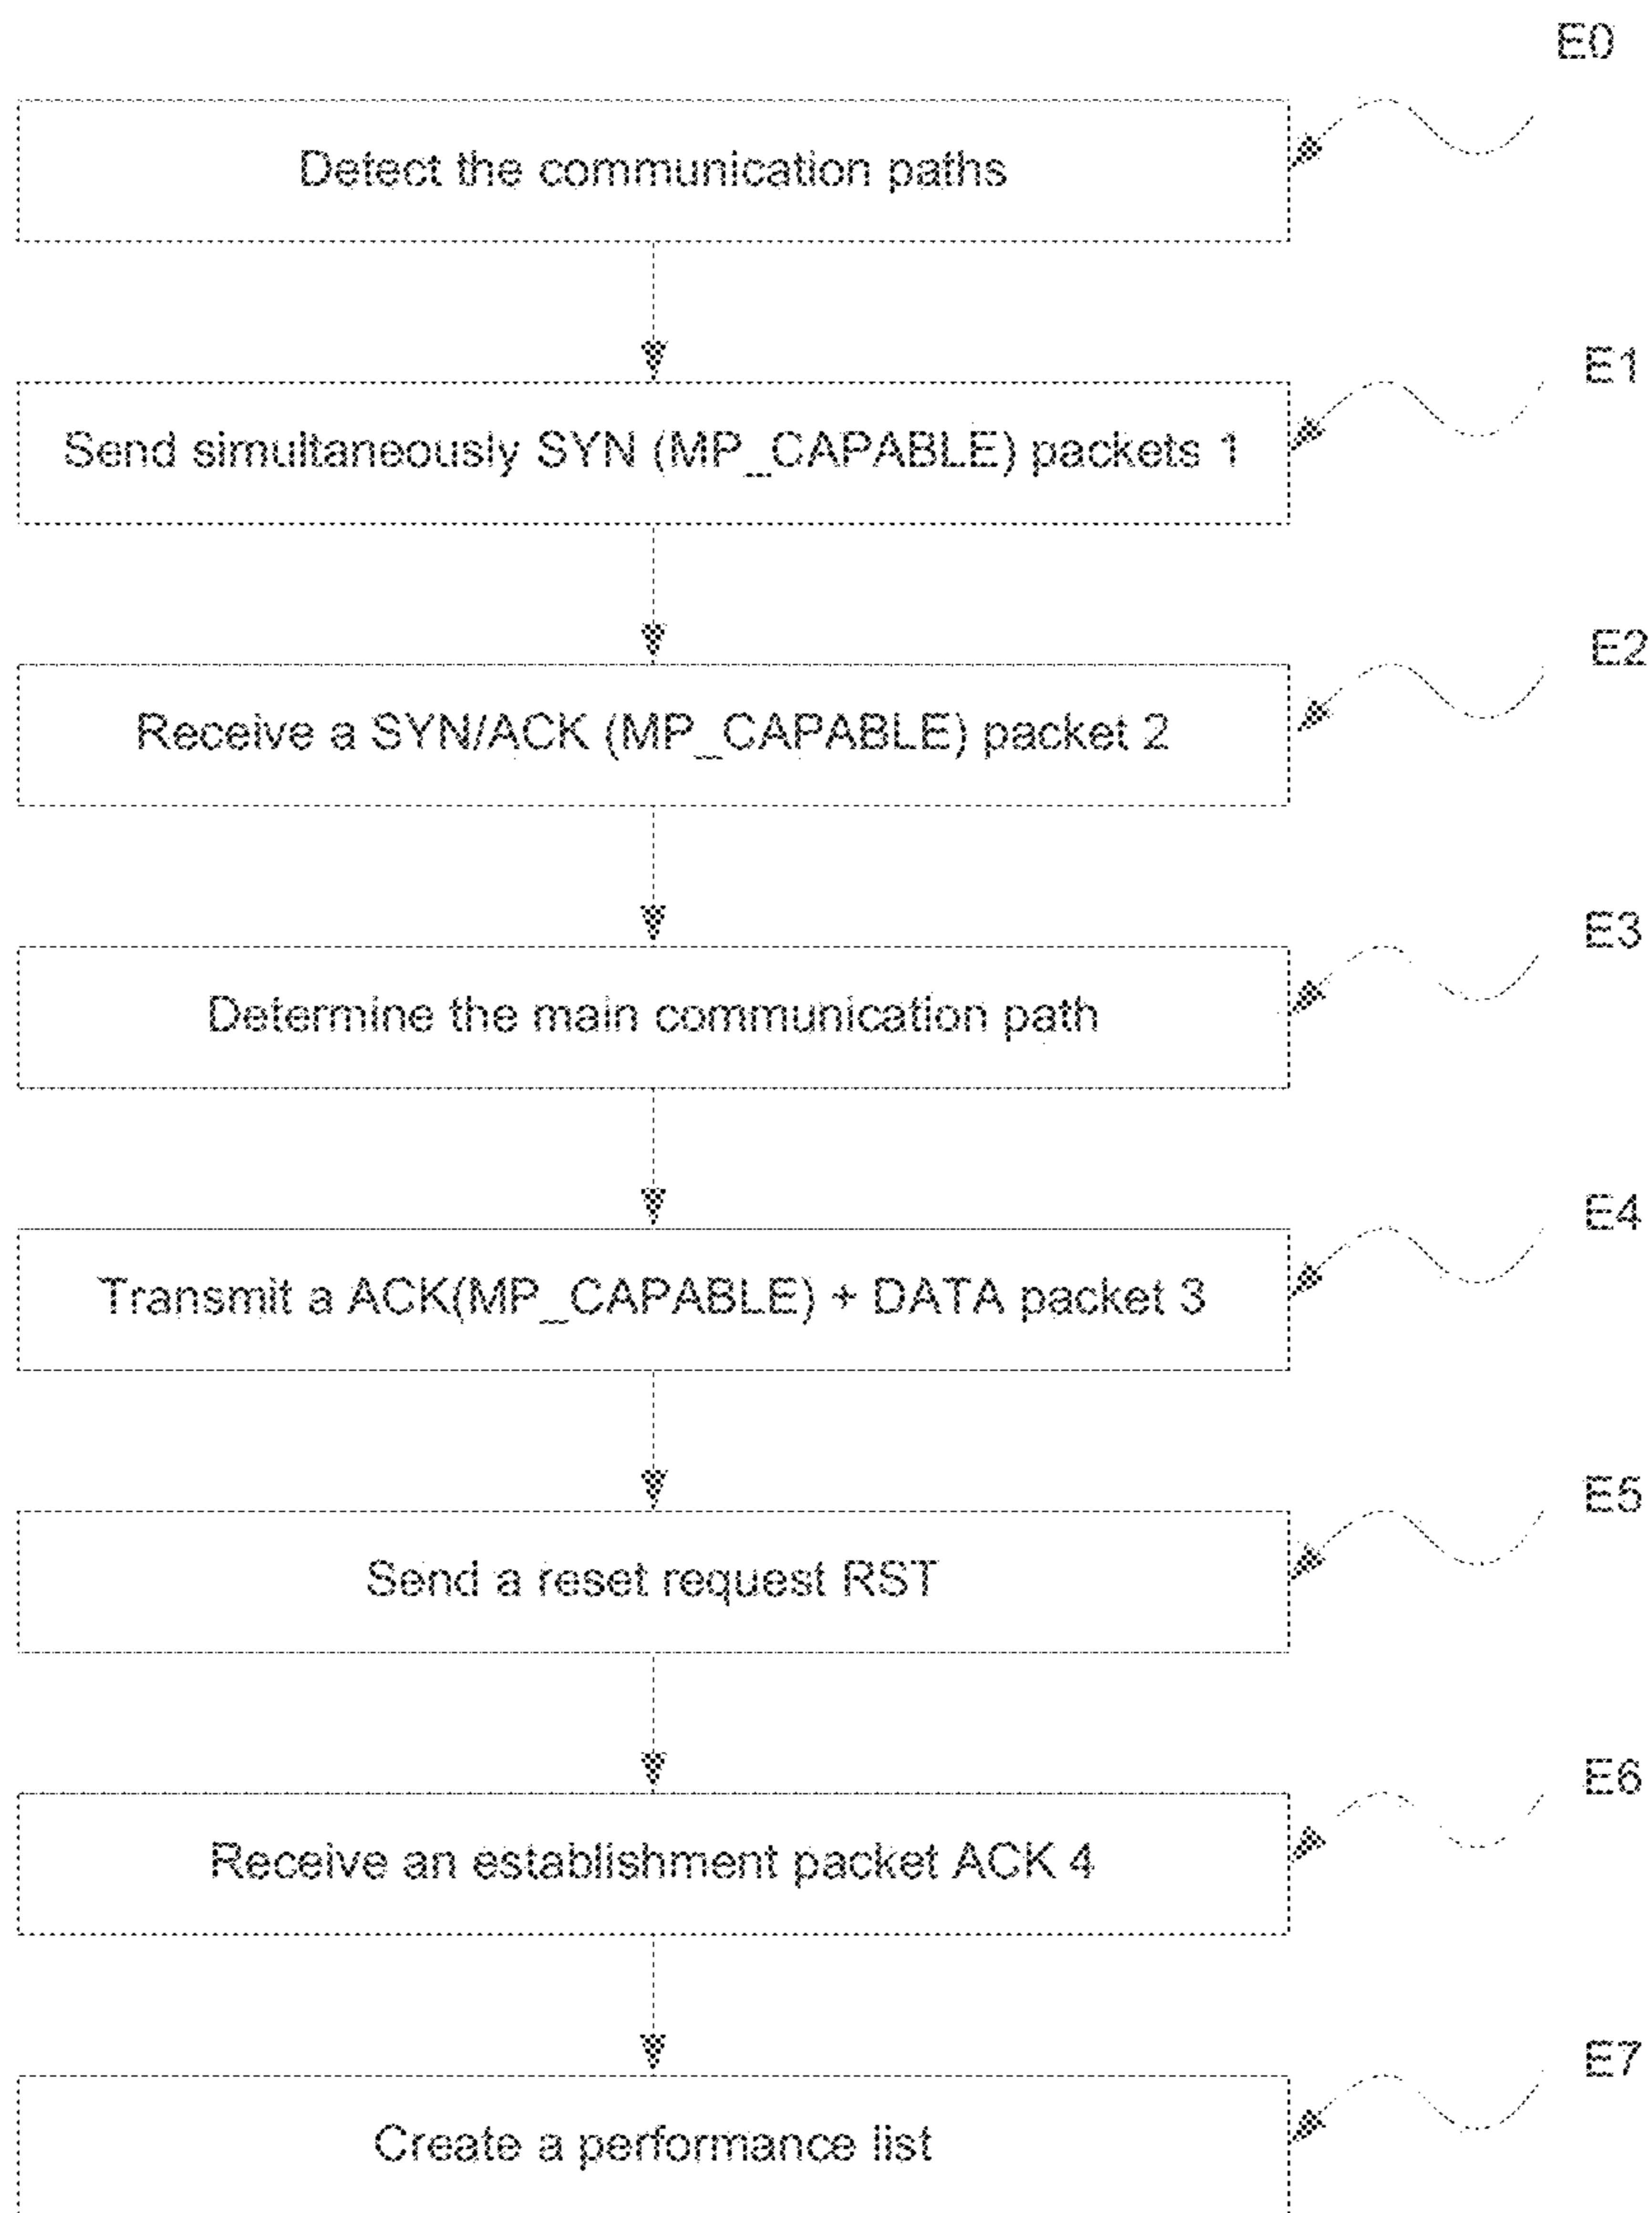 E0
Detect the communication paths
E1
Send simultaneously SYN (MP_CAPABLE) packets 1
E2
Receive a SYN/ACK (MP_CAPABLE) packet 2
E3
Determine the main communication path
E4
Transmit a ACK(MP_CAPABLE) + DATA packet 3
E5
Send a reset request RST
E6
Receive an establishment packet ACK 4
E7
Create a performance list